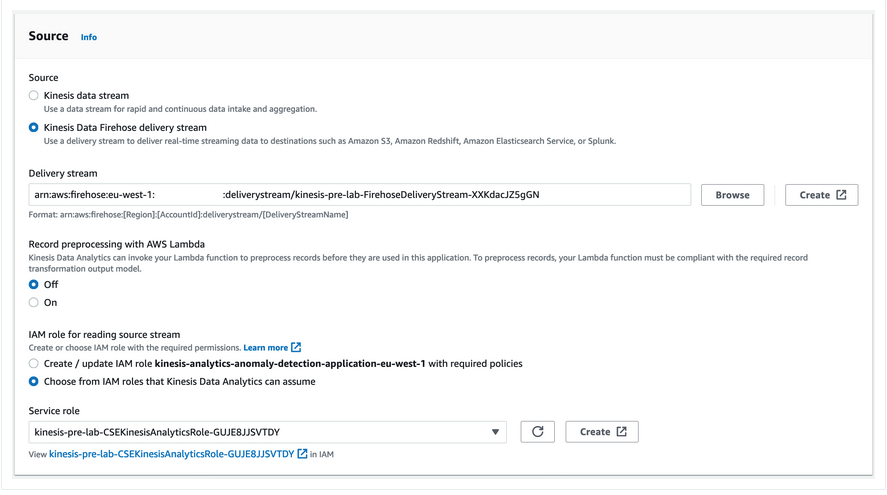 Source Info
Source
Kinesis data stream
Use a data stream for rapid and continuous data intake and aggregation.
Kinesis Data Firehose delivery stream
Use a delivery stream to deliver real-time streaming data to destinations such as Amazon S3, Amazon Redshift, Amazon Elasticsearch Service, or Splunk.
Delivery stream
arn:aws:firehose:eu-west-1: :deliverystream/kinesis-pre-lab-FirehoseDeliveryStream-XXKdacJZ5gGN Browse Create
Format: arn:aws:firehose:[Region]:[AccountId]:deliverystream/[DeliveryStreamName]
Record preprocessing with AWS Lambda
Kinesis Data Analytics can invoke your Lambda function to preprocess records before they are used in this application. To preprocess records, your Lambda function must be compliant with the required record
transformation output model.
Off
On
IAM role for reading source stream
Create or choose IAM role with the required permissions. Learn more
Create / update IAM role kinesis-analytics-anomaly-detection-application-eu-west-1 with required policies
Choose from IAM roles that Kinesis Data Analytics can assume
Service role
kinesis-pre-lab-CSEKinesisAnalyticsRole-GUJE8JJSVTDY Create
View kinesis-pre-lab-CSEKinesisAnalyticsRole-GUJE8JJSVTDY in IAM